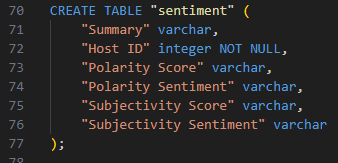 70 CREATE TABLE "sentiment" (
71 "Summary" varchar,
72 "Host ID" integer NOT NULL,
73 "Polarity Score" varchar,
74 "Polarity Sentiment" varchar,
75 "Subjectivity Score" varchar,
76 "Subjectivity Sentiment" varchar
77 );
78